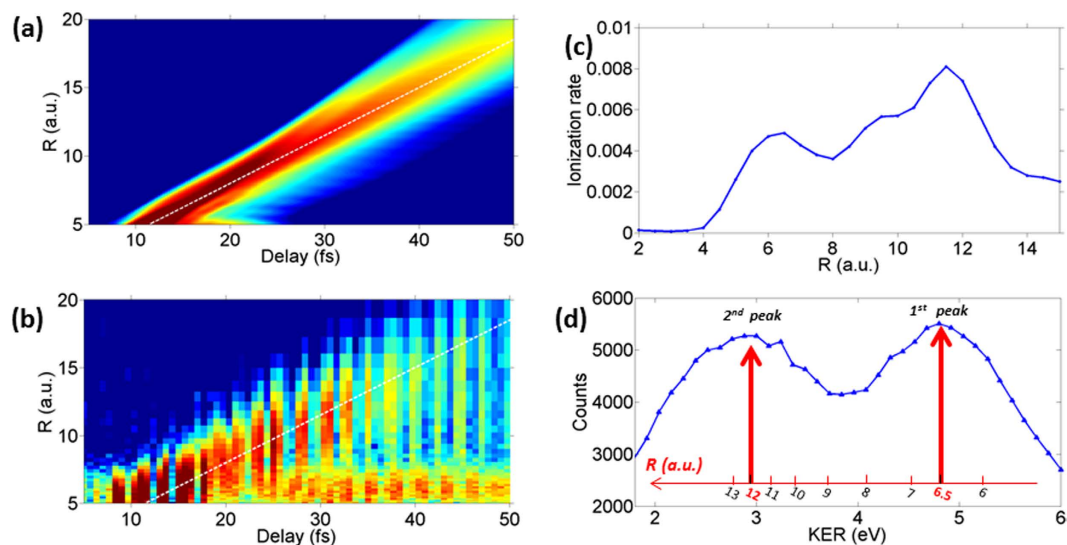 (a)
20
15
10
5
R (a.u.)
10 20 30 40 50
Delay (fs)
(b)
20
15
10
5
R (a.u.)
10 20 30 40 50
Delay (fs)
(c)
0.01
0.008
0.006
0.004
0.002
0
Ionization rate
2 4 6 8 10 12 14
R (a.u.)
(d)
6000
5000
4000
3000
2000
Counts
2nd peak
1st peak
R (a.u.)
13 12 11 10 9 8 7 6.5 6
2 3 4 5 6
KER (eV)